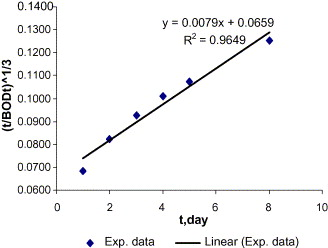 0.1400
y = 0.0079x + 0.0659
R² = 0.9649
0.1300
0.1200
0.1100
0.1000
0.0900
0.0800
0.0700
0.0600
(t/BODt)^1/3
0 2 4 6 8 10
t,day
Exp. data Linear (Exp. data)